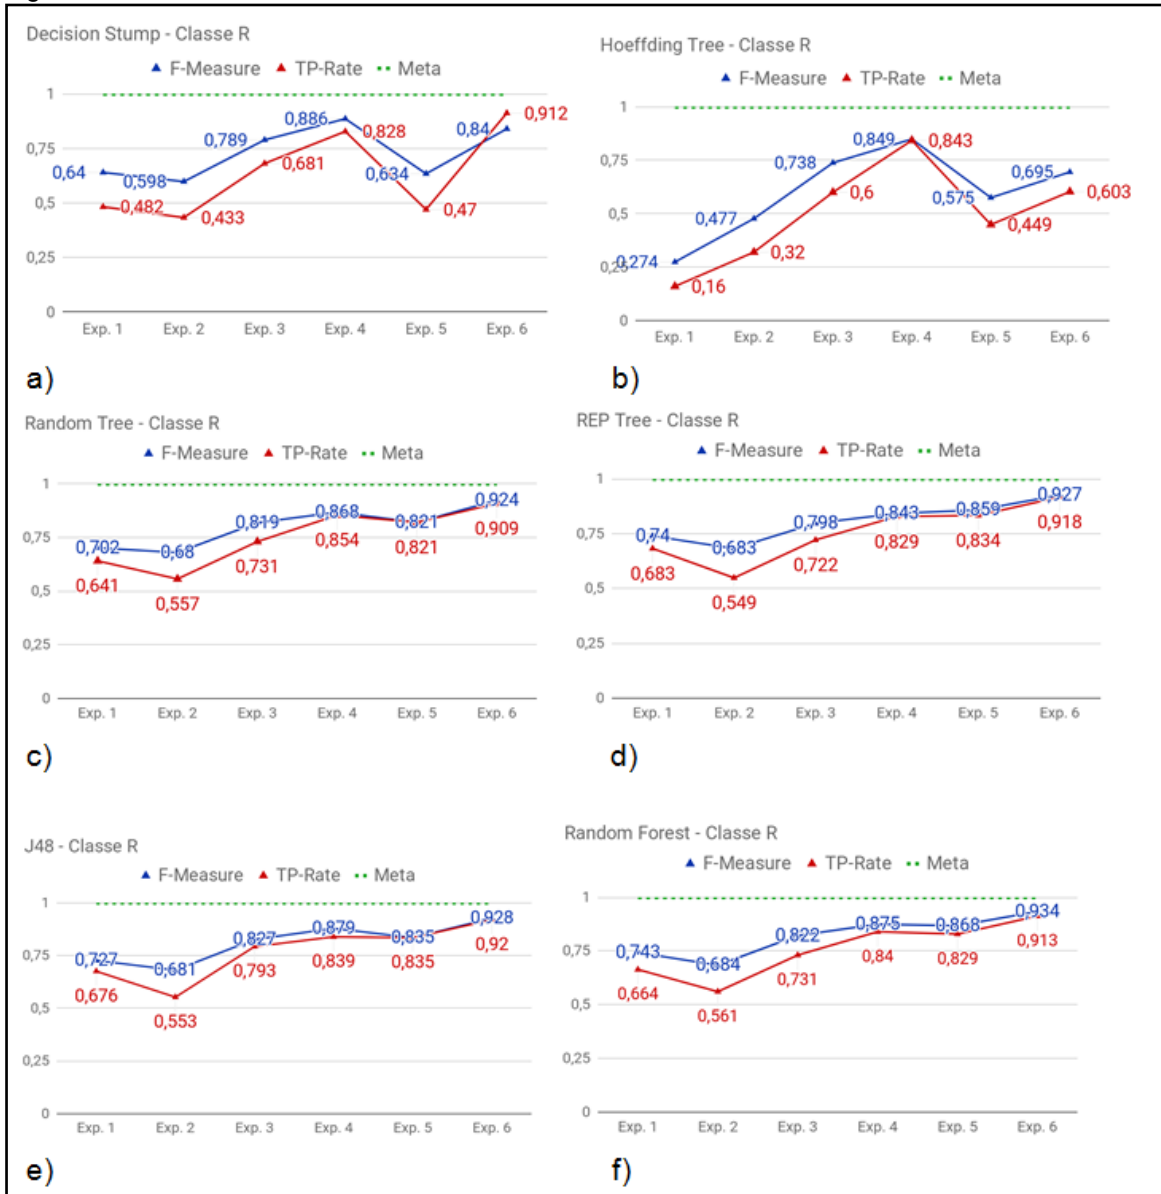 Decision Stump - Classe R
F-Measure TP-Rate Meta
1
0,75
0,5
0,25
0
0,64 0,598 0,789 0,886 0,634 0,84
0,482 0,433 0,681 0,828 0,47 0,912
Exp. 1 Exp. 2 Exp. 3 Exp. 4 Exp. 5 Exp. 6
a)
Hoeffding Tree - Classe R
F-Measure TP-Rate Meta
1
0,75
0,5
0,25
0
0,274 0,477 0,738 0,849 0,575 0,695
0,16 0,32 0,6 0,843 0,449 0,603
Exp. 1 Exp. 2 Exp. 3 Exp. 4 Exp. 5 Exp. 6
b)
Random Tree - Classe R
F-Measure TP-Rate Meta
1
0,75
0,5
0,25
0
0,702 0,68 0,819 0,868 0,821 0,924
0,641 0,557 0,731 0,854 0,821 0,909
Exp. 1 Exp. 2 Exp. 3 Exp. 4 Exp. 5 Exp. 6
c)
REP Tree - Classe R
F-Measure TP-Rate Meta
1
0,75
0,5
0,25
0
0,74 0,683 0,798 0,843 0,859 0,927
0,683 0,549 0,722 0,829 0,834 0,918
Exp. 1 Exp. 2 Exp. 3 Exp. 4 Exp. 5 Exp. 6
d)
J48 - Classe R
F-Measure TP-Rate Meta
1
0,75
0,5
0,25
0
0,727 0,681 0,827 0,879 0,835 0,928
0,676 0,553 0,793 0,839 0,835 0,92
Exp. 1 Exp. 2 Exp. 3 Exp. 4 Exp. 5 Exp. 6
e)
Random Forest - Classe R
F-Measure TP-Rate Meta
1
0,75
0,5
0,25
0
0,743 0,684 0,822 0,875 0,868 0,934
0,664 0,561 0,731 0,84 0,829 0,913
Exp. 1 Exp. 2 Exp. 3 Exp. 4 Exp. 5 Exp. 6
f)